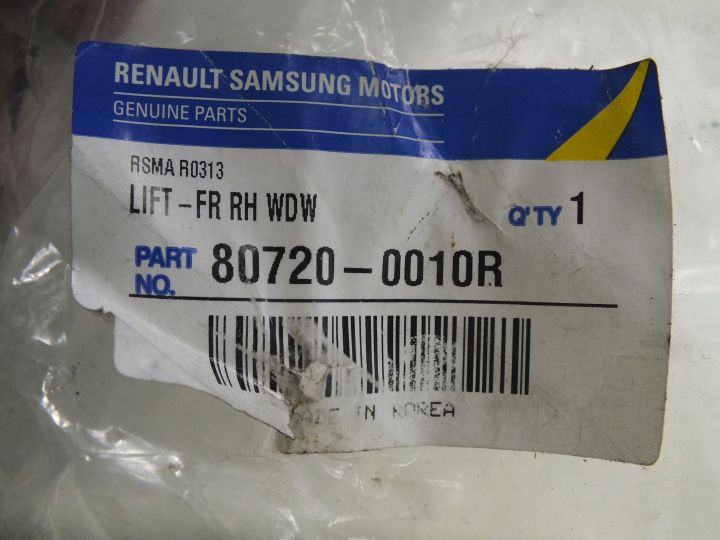 RENAULT SAMSUNG MOTORS
GENUINE PARTS
RSMA R0313
LIFT-FR RH WDW
Q'TY 1
PART NO. 80720-0010R
IN KOREA